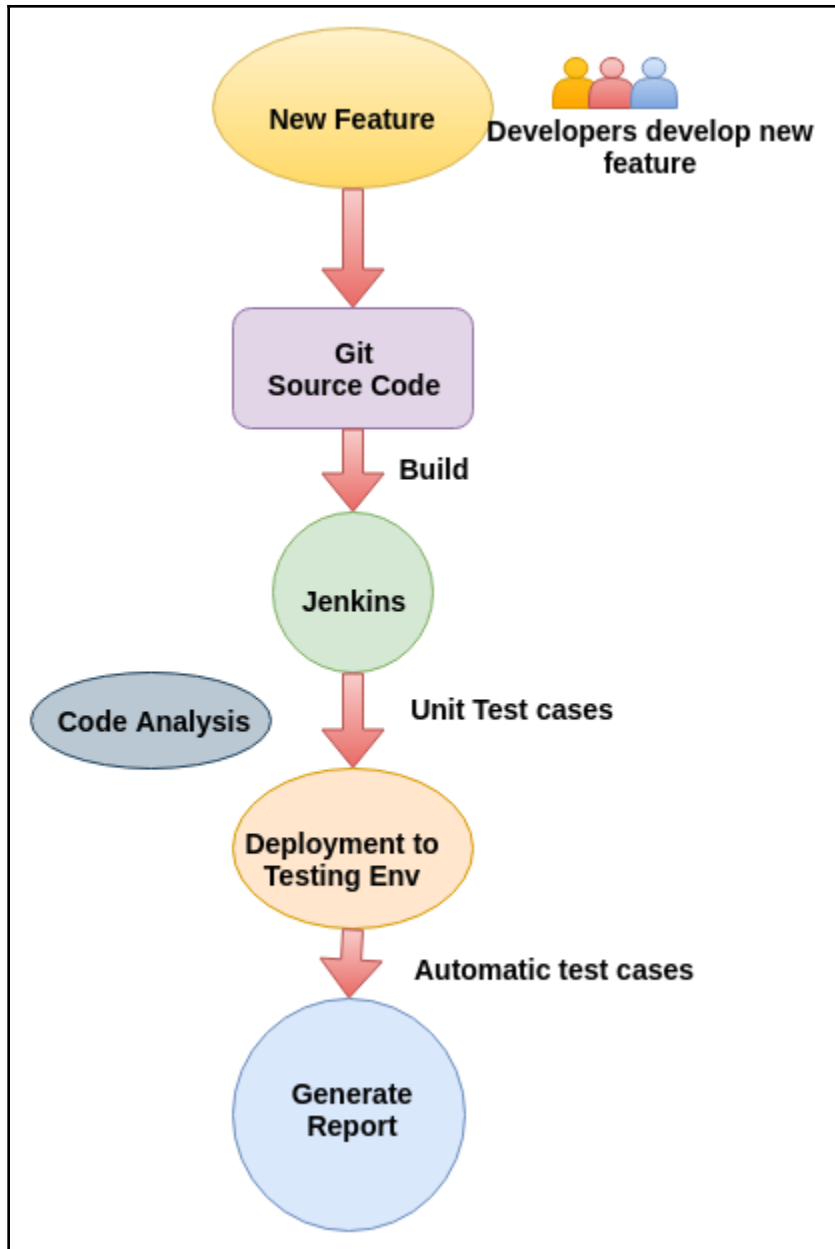 New Feature
Developers develop new
feature
Git
Source Code
Build
Jenkins
Unit Test cases
Code Analysis
Deployment to
Testing Env
Automatic test cases
Generate
Report